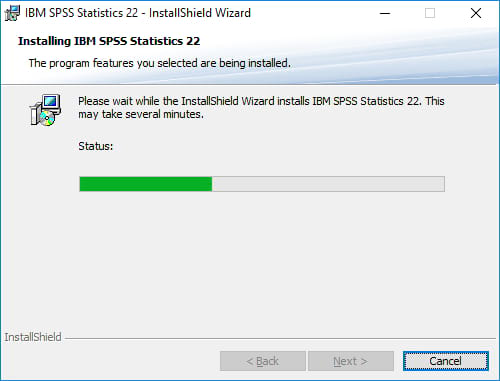 IBM SPSS Statistics 22 - InstallShield Wizard
Installing IBM SPSS Statistics 22
The program features you selected are being installed.
Please wait while the InstallShield Wizard installs IBM SPSS Statistics 22. This
may take several minutes.
Status:
InstallShield
< Back
Next >
Cancel